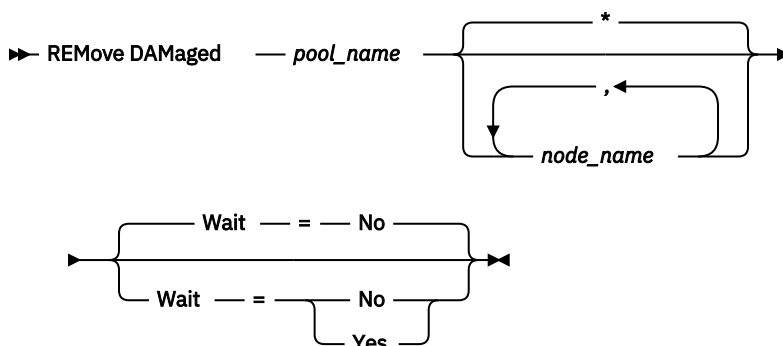 *
REMove DAMaged pool_name
,
node_name
Wait = No
Wait = No
Yes